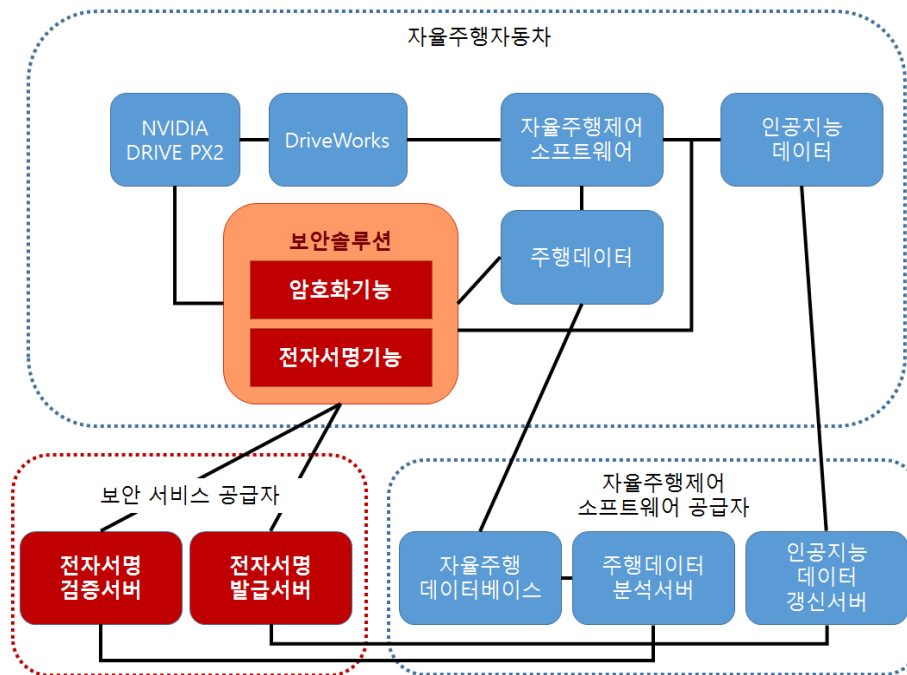 자율주행자동차
NVIDIA
DRIVE PX2
DriveWorks
자율주행제어
소프트웨어
인공지능
데이터
보안솔루션
암호화기능
전자서명기능
주행데이터
보안 서비스 공급자
전자서명
검증서버
전자서명
발급서버
자율주행제어
소프트웨어 공급자
자율주행
데이터베이스
주행데이터
분석서버
인공지능
데이터
갱신서버